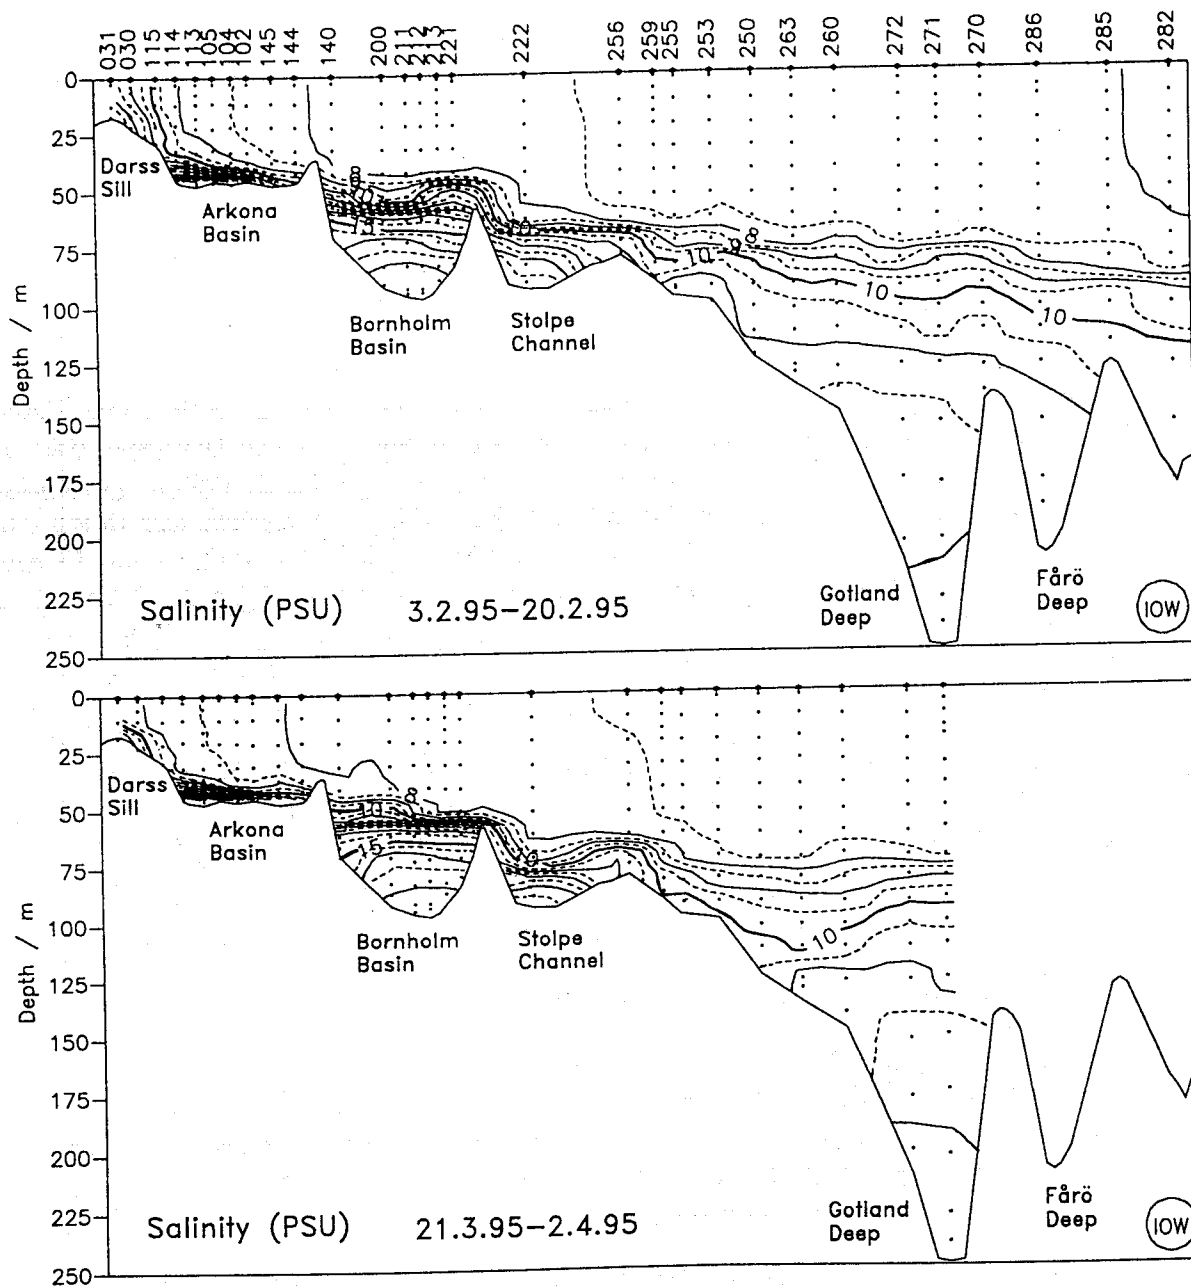 031 030 115 114 113 105 104 102 145 144 140 200 211 212 213 221 222 256 259 255 253 250 263 260 272 271 270 286 285 282
0
25
50
75
100
125
150
175
200
225
250
Depth / m
Darss
Sill
Arkona
Basin
Bornholm
Basin
Stolpe
Channel
Gotland
Deep
Fårö
Deep
8
10
15
10
10
9
8
10
10
Salinity (PSU) 3.2.95-20.2.95
IOW
0
25
50
75
100
125
150
175
200
225
250
Depth / m
Darss
Sill
Arkona
Basin
Bornholm
Basin
Stolpe
Channel
Gotland
Deep
Fårö
Deep
8
10
15
10
10
Salinity (PSU) 21.3.95-2.4.95
IOW